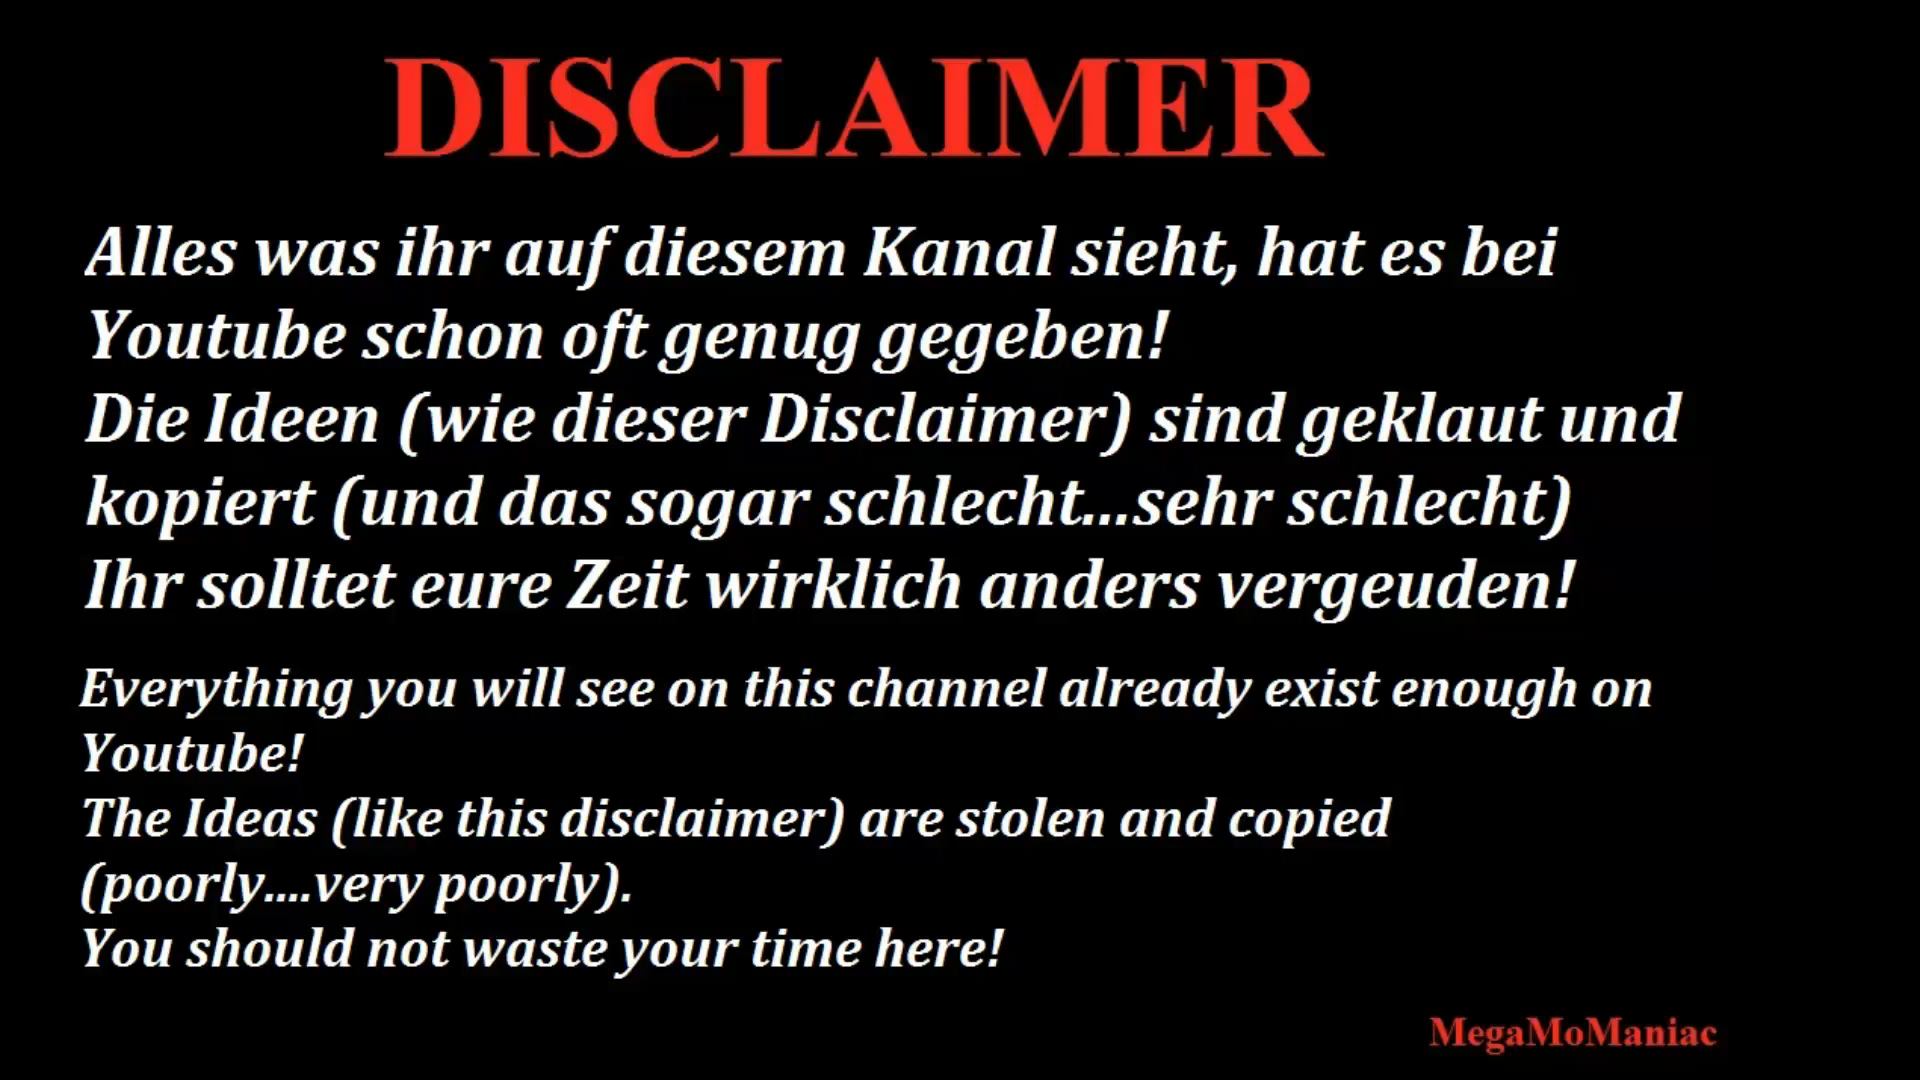 DISCLAIMER
Alles was ihr auf diesem Kanal sieht, hat es bei
Youtube schon oft genug gegeben!
Die Ideen (wie dieser Disclaimer) sind geklaut und
kopiert (und das sogar schlecht...sehr schlecht)
Ihr solltet eure Zeit wirklich anders vergeuden!
Everything you will see on this channel already exist enough on
Youtube!
The Ideas (like this disclaimer) are stolen and copied
(poorly....very poorly).
You should not waste your time here!
MegaMoManiac